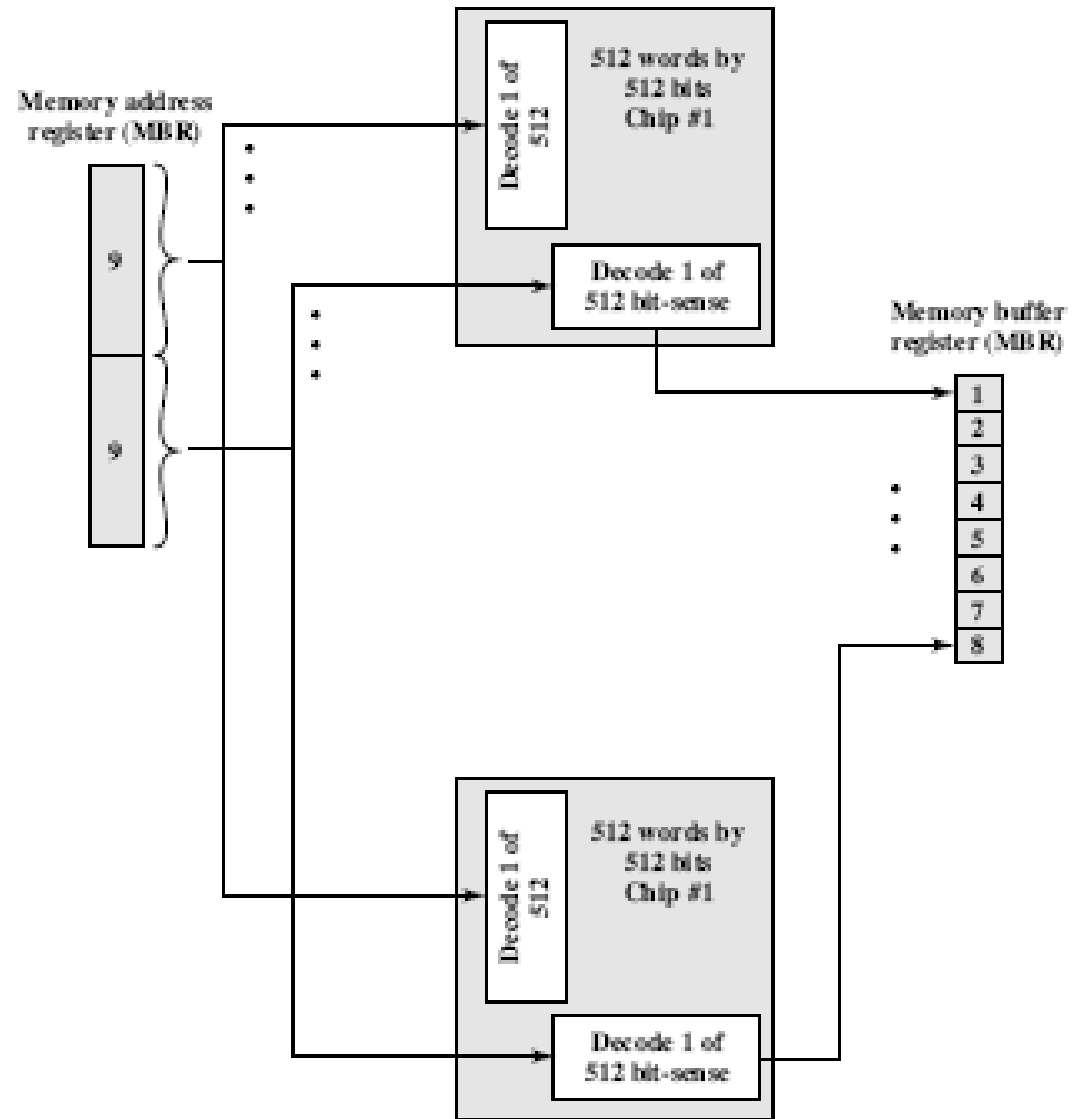 Memory address
register (MBR)
9
9
Decode 1 of
512
512 words by
512 bits
Chip #1
Decode 1 of
512 bit-sense
Memory buffer
register (MBR)
1
2
3
4
5
6
7
8
Decode 1 of
512
512 words by
512 bits
Chip #1
Decode 1 of
512 bit-sense